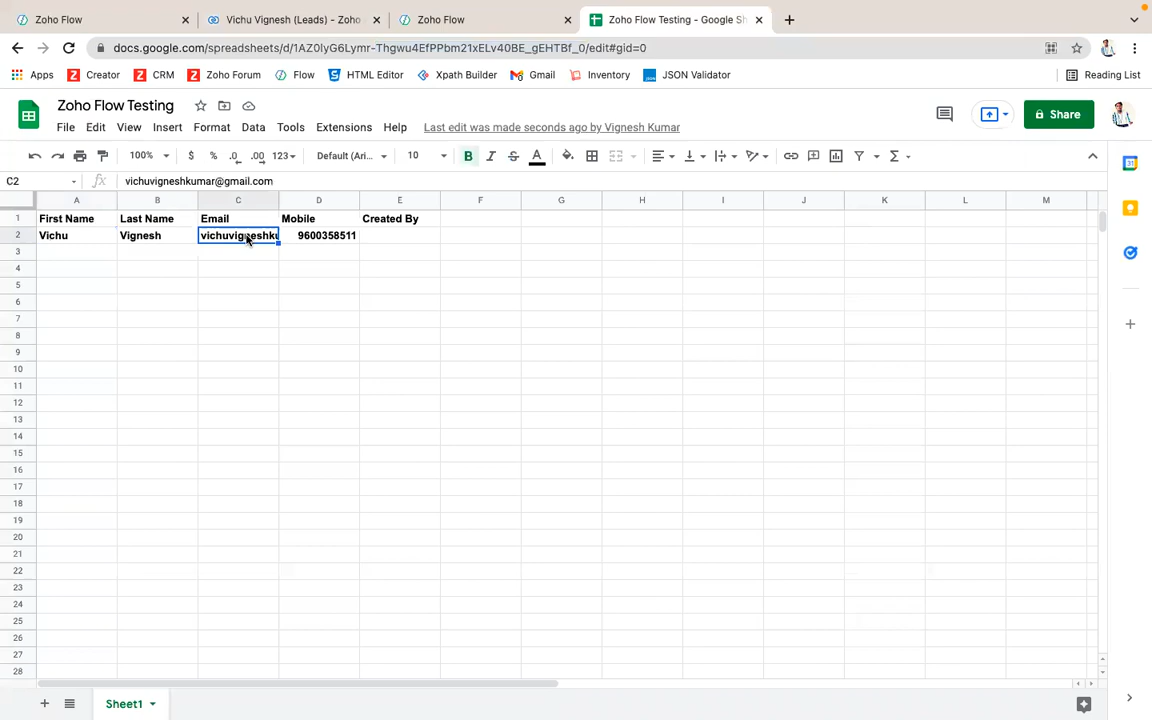 Zoho Flow
Vichu Vignesh (Leads) - Zoho
Zoho Flow
Zoho Flow Testing - Google Sh
docs.google.com/spreadsheets/d/1AZ0lyG6Lymr-Thgwu4EfPPbm21xELv40BE_gEHTBf_0/edit#gid=0
Apps Creator CRM Zoho Forum Flow HTML Editor Xpath Builder Gmail Inventory JSON Validator Reading List
Zoho Flow Testing
Share
File Edit View Insert Format Data Tools Extensions Help Last edit was made seconds ago by Vignesh Kumar
100% $ % .0 .00 123 Default (Ari... 10 B I S A Σ
C2 fx vichuvigneshkumar@gmail.com
A B C D E F G H I J K L M
1 First Name Last Name Email Mobile Created By
2 Vichu Vignesh vichuvigneshku 9600358511
3
4
5
6
7
8
9
10
11
12
13
14
15
16
17
18
19
20
21
22
23
24
25
26
27
28
Sheet1
31